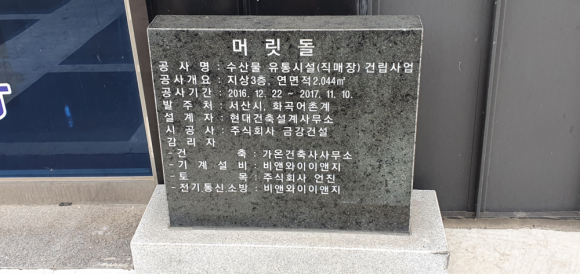 머릿돌
공 사 명 : 수산물 유통시설(직매장) 건립사업
공사개요 : 지상3층, 연면적2,044㎡
공사기간 : 2016. 12. 22 ~ 2017. 11. 10.
발 주 처 : 서산시, 화곡어촌계
설 계 자 : 현대건축설계사무소
시 공 사 : 주식회사 금강건설
감 리 자
-건 축 : 가온건축사사무소
-기계설비 : 비앤와이이앤지
-토 목 : 주식회사 언진
-전기통신소방 : 비앤와이이앤지